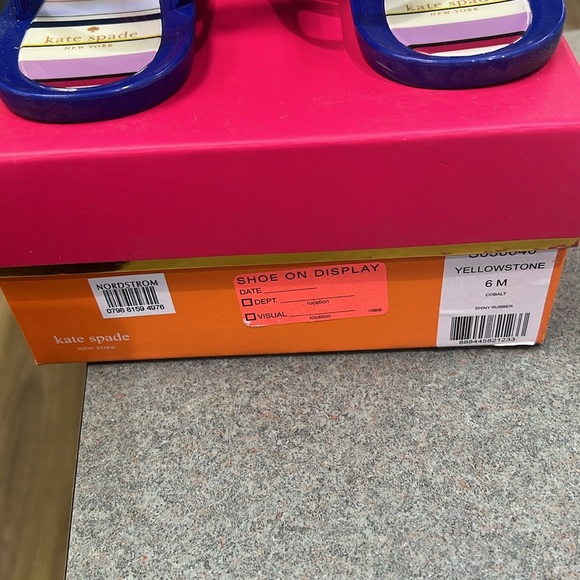 kate spade
NEW YORK
kate spade
NEW YORK
NORDSTROM
0798 8159 4976
kate spade
NEW YORK
SHOE ON DISPLAY
DATE
DEPT.
location
VISUAL
location
YELLOWSTONE
6 M
COBALT
SHINY RUBBER
888445821233